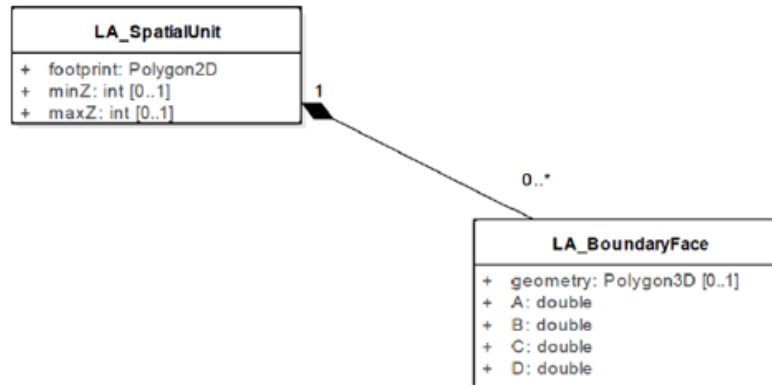 LA_SpatialUnit
+ footprint: Polygon2D
+ minZ: int [0..1]
+ maxZ: int [0..1]
1
0..*
LA_BoundaryFace
+ geometry: Polygon3D [0..1]
+ A: double
+ B: double
+ C: double
+ D: double